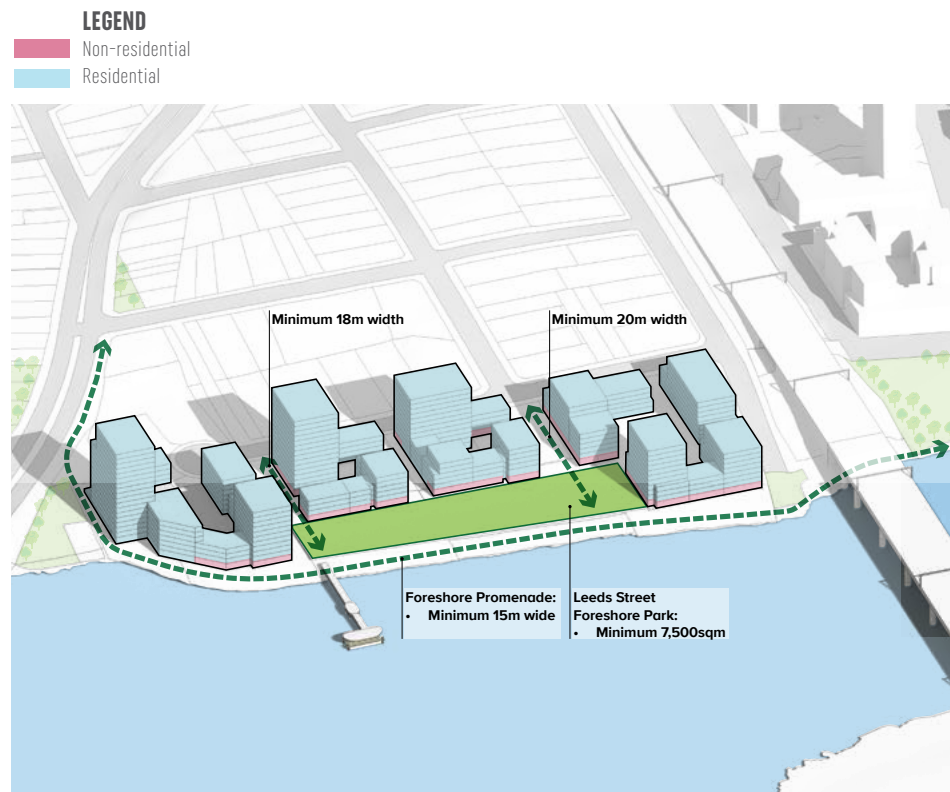 LEGEND
Non-residential
Residential
Minimum 18m width
Minimum 20m width
Foreshore Promenade:
• Minimum 15m wide
Leeds Street
Foreshore Park:
• Minimum 7,500sqm